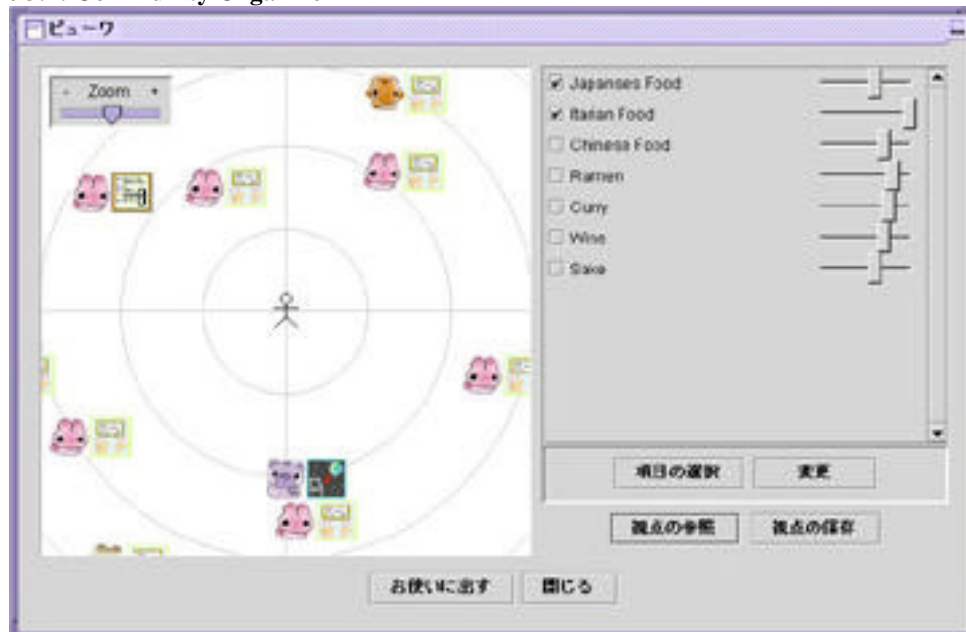 ビューワ
- Zoom +
Japanses Food
Itarian Food
Chinese Food
Ramen
Curry
Wine
Sake
項目の選択
変更
視点の参照
視点の保存
お使いに出す
閉じる